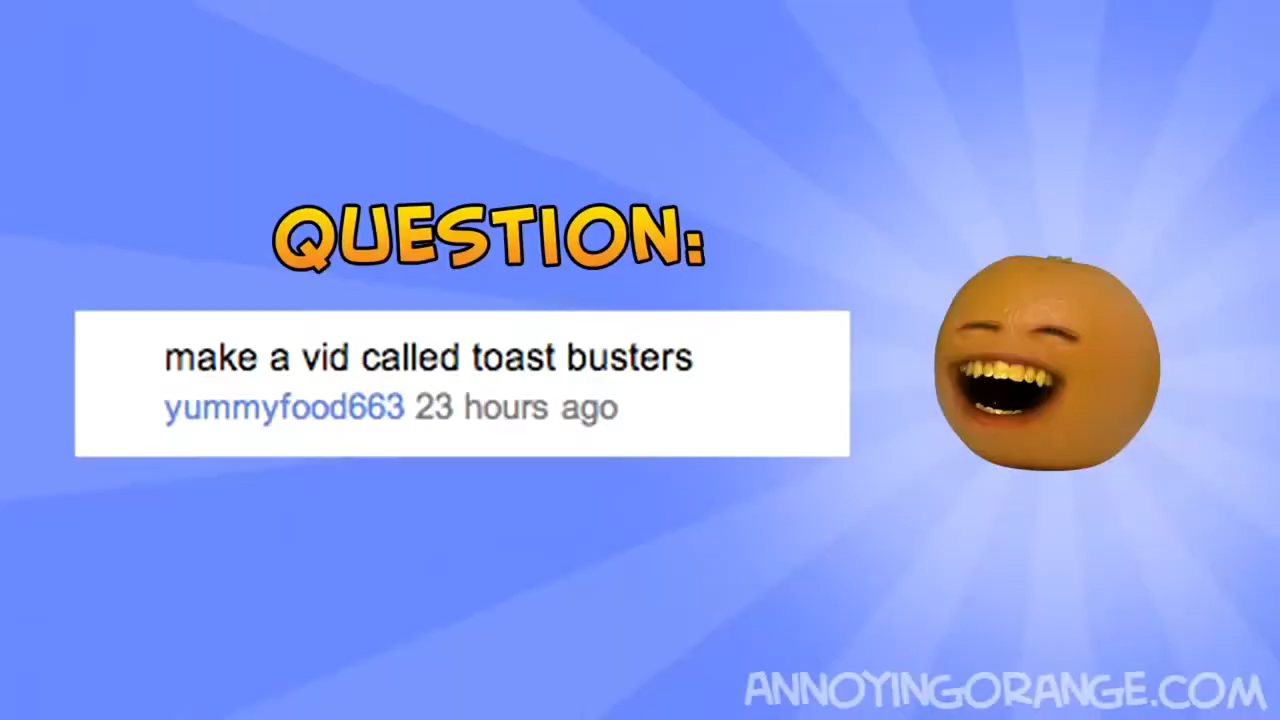 QUESTION:
make a vid called toast busters
yummyfood663 23 hours ago
ANNOYINGORANGE.COM